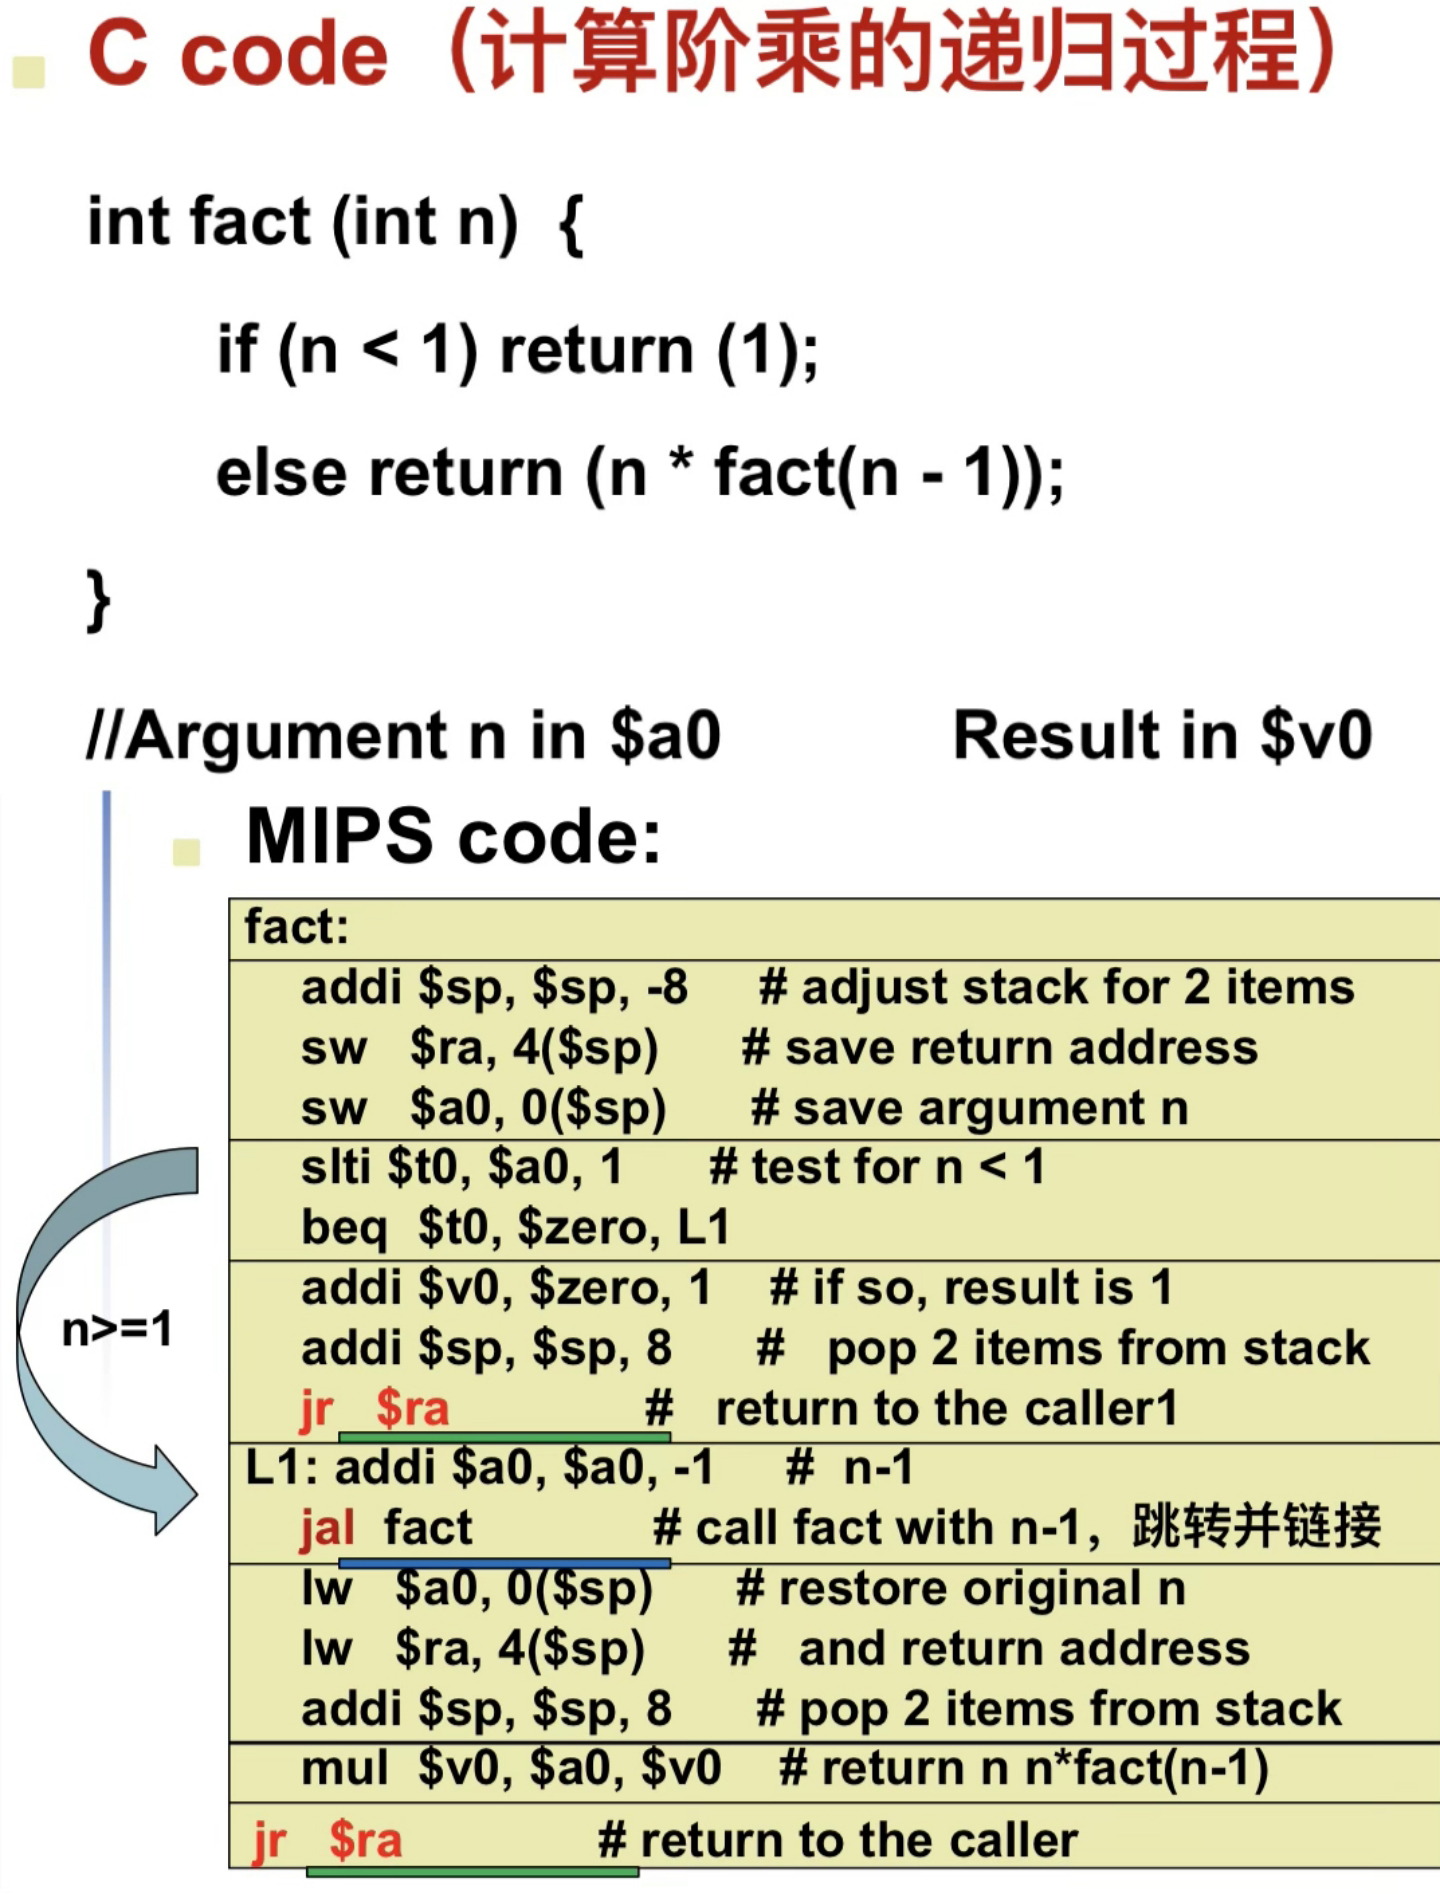 C code（计算阶乘的递归过程）
int fact (int n) {
if (n < 1) return (1);
else return (n * fact(n - 1));
}
//Argument n in $a0 Result in $v0
MIPS code:
fact:
addi $sp, $sp, -8 # adjust stack for 2 items
sw $ra, 4($sp) # save return address
sw $a0, 0($sp) # save argument n
slti $t0, $a0, 1 # test for n < 1
beq $t0, $zero, L1
addi $v0, $zero, 1 # if so, result is 1
n>=1
addi $sp, $sp, 8 # pop 2 items from stack
jr $ra # return to the caller1
L1: addi $a0, $a0, -1 # n-1
jal fact # call fact with n-1，跳转并链接
lw $a0, 0($sp) # restore original n
lw $ra, 4($sp) # and return address
addi $sp, $sp, 8 # pop 2 items from stack
mul $v0, $a0, $v0 # return n n*fact(n-1)
jr $ra # return to the caller